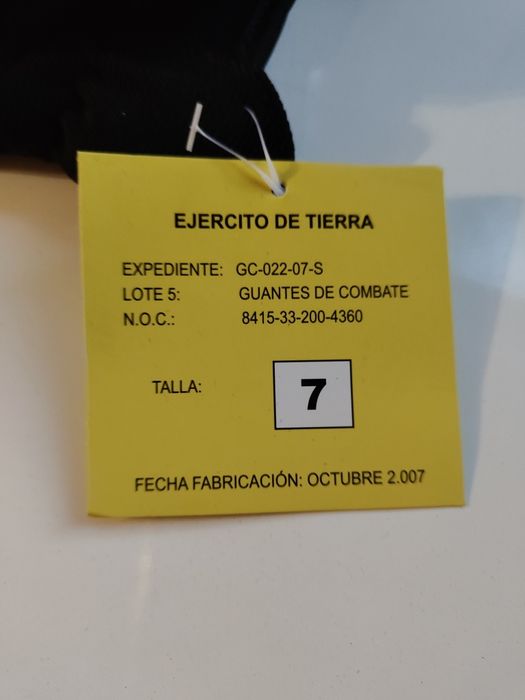 EJERCITO DE TIERRA
EXPEDIENTE: GC-022-07-S
LOTE 5: GUANTES DE COMBATE
N.O.C.: 8415-33-200-4360
TALLA: 7
FECHA FABRICACIÓN: OCTUBRE 2.007